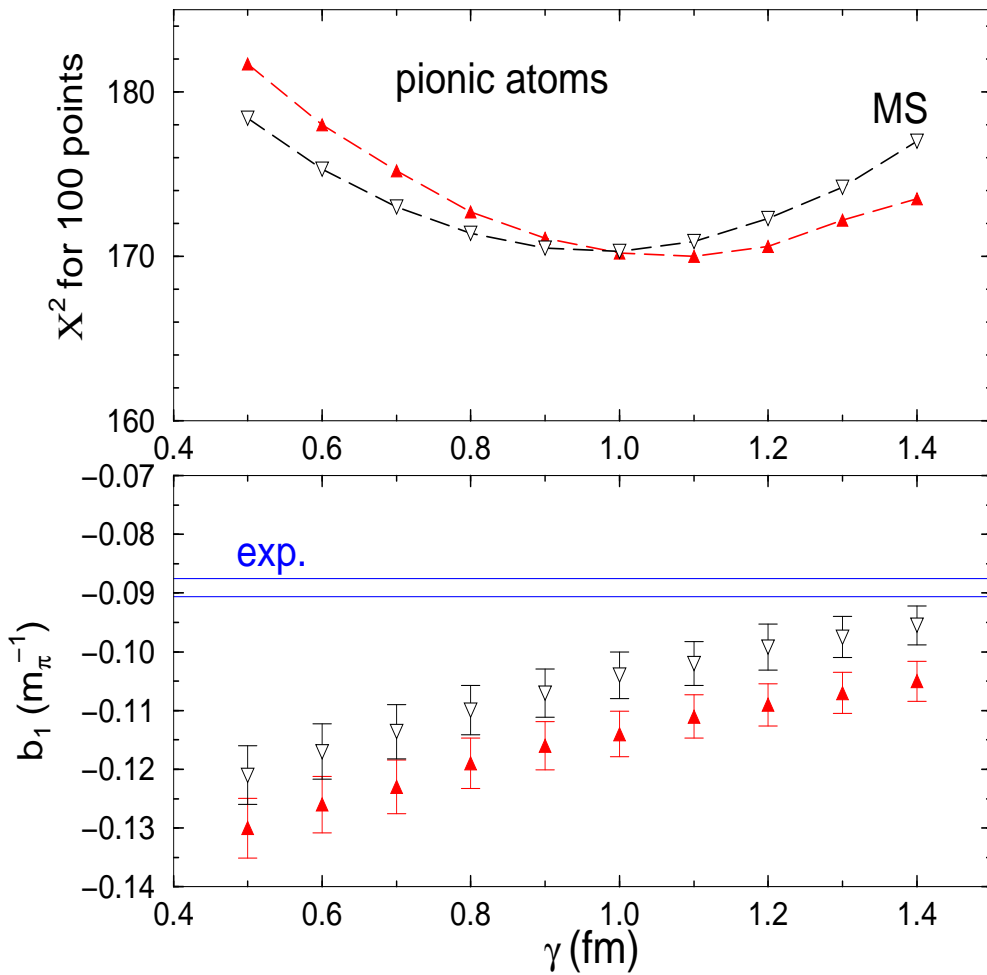 180
170
160
Χ² for 100 points
pionic atoms
MS
0.4 0.6 0.8 1.0 1.2 1.4
−0.07
−0.08
−0.09
−0.10
−0.11
−0.12
−0.13
−0.14
b₁ (m_π⁻¹)
exp.
0.4 0.6 0.8 1.0 1.2 1.4
γ (fm)